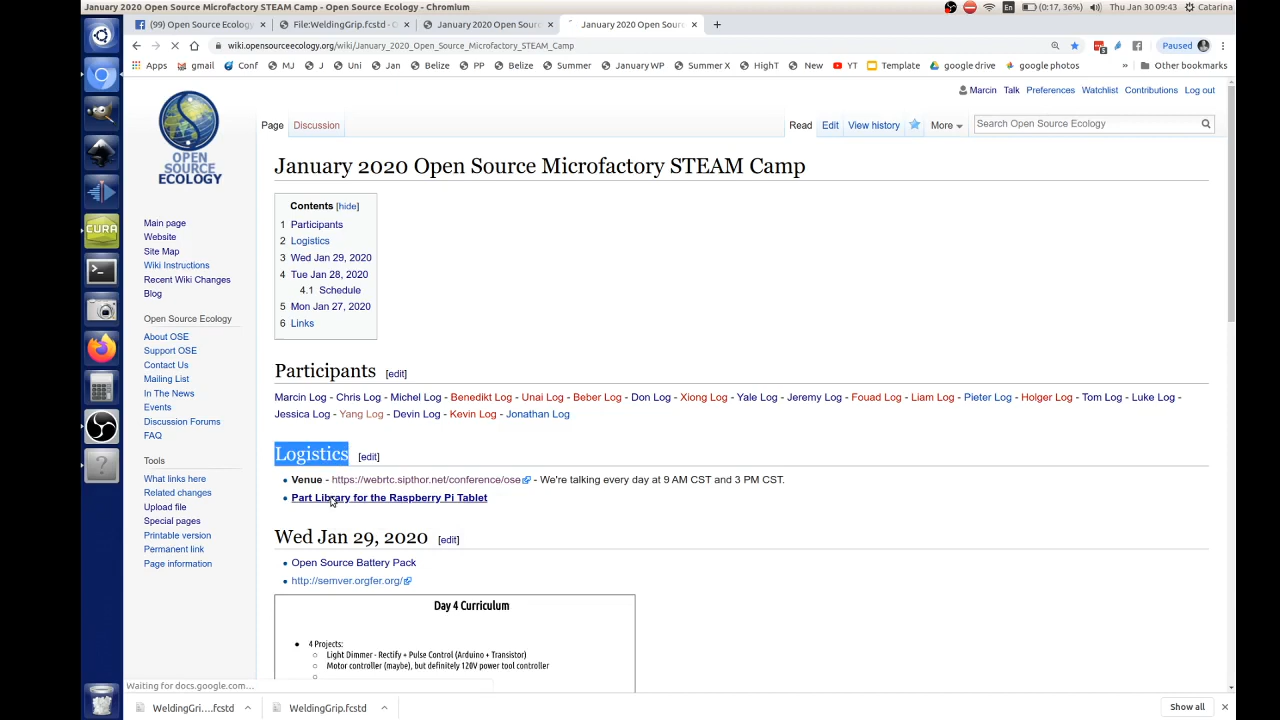 January 2020 Open Source Microfactory STEAM Camp - Open Source Ecology - Chromium
En (0:17, 36%) Thu Jan 30 09:43 Catarina
(99) Open Source Ecology
File:WeldingGrip.fcstd - O
January 2020 Open Sour
January 2020 Open Sour
wiki.opensourceecology.org/wiki/January_2020_Open_Source_Microfactory_STEAM_Camp
Paused
Apps gmail Conf MJ J Uni Jan Belize PP Belize Summer January WP Summer X HighT New YT Template google drive google photos » Other bookmarks
Marcin Talk Preferences Watchlist Contributions Log out
Page Discussion Read Edit View history More Search Open Source Ecology
OPEN
SOURCE
ECOLOGY
Main page
Website
Site Map
Wiki Instructions
Recent Wiki Changes
Blog
Open Source Ecology
About OSE
Support OSE
Contact Us
Mailing List
In The News
Events
Discussion Forums
FAQ
Tools
What links here
Related changes
Upload file
Special pages
Printable version
Permanent link
Page information
January 2020 Open Source Microfactory STEAM Camp
Contents [hide]
1 Participants
2 Logistics
3 Wed Jan 29, 2020
4 Tue Jan 28, 2020
4.1 Schedule
5 Mon Jan 27, 2020
6 Links
Participants [edit]
Marcin Log - Chris Log - Michel Log - Benedikt Log - Unai Log - Beber Log - Don Log - Xiong Log - Yale Log - Jeremy Log - Fouad Log - Liam Log - Pieter Log - Holger Log - Tom Log - Luke Log -
Jessica Log - Yang Log - Devin Log - Kevin Log - Jonathan Log
Logistics [edit]
Venue - https://webrtc.sipthor.net/conference/ose - We're talking every day at 9 AM CST and 3 PM CST.
Part Library for the Raspberry Pi Tablet
Wed Jan 29, 2020 [edit]
Open Source Battery Pack
http://semver.orgfer.org/
Day 4 Curriculum
4 Projects:
Light Dimmer - Rectify + Pulse Control (Arduino + Transistor)
Motor controller (maybe), but definitely 120V power tool controller
Waiting for docs.google.com...
WeldingGri....fcstd
WeldingGrip.fcstd
Show all